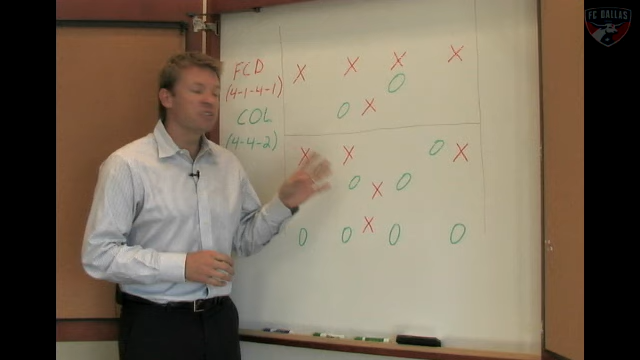 FC DALLAS
FCD
(4-1-4-1)
COL
(4-4-2)
X X X X
O
O X
X X O X
O X O
X
O O O O